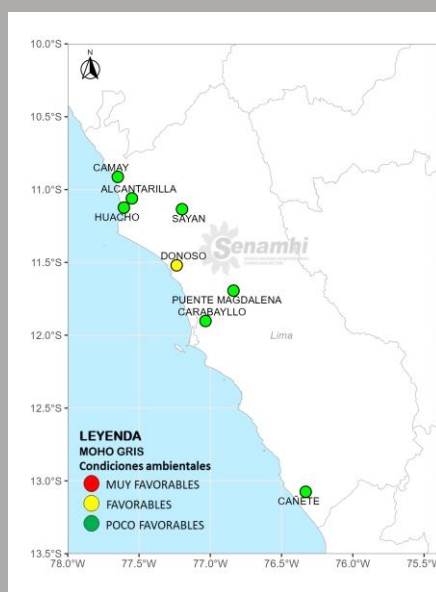 10.0°S
N
10.5°S
CAMAY
11.0°S
ALCANTARILLA
HUACHO
SAYAN
Senamhi
DONOSO
11.5°S
PUENTE MAGDALENA
CARABAYLLO
12.0°S
Lima
12.5°S
LEYENDA
MOHO GRIS
Condiciones ambientales
13.0°S
MUY FAVORABLES
FAVORABLES
CAÑETE
POCO FAVORABLES
13.5°S
78.0°W 77.5°W 77.0°W 76.5°W 76.0°W 75.5°W